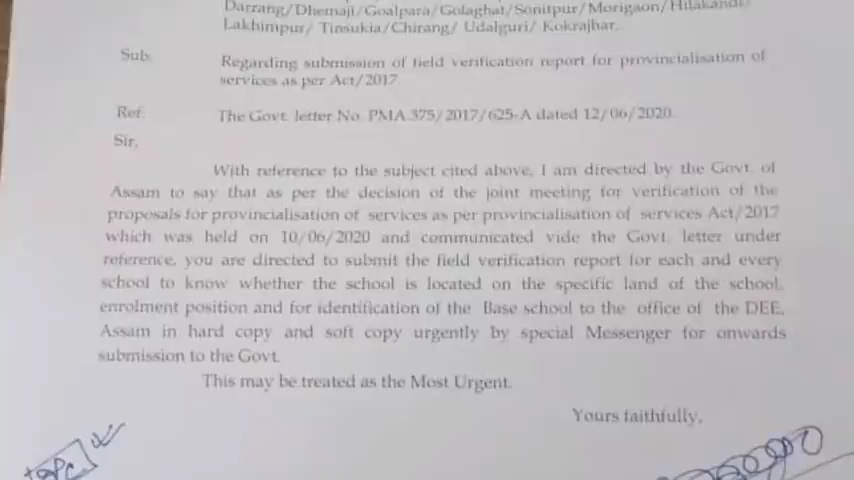 Darrang/Dhemaji/Goalpara/Golaghat/Sonitpur/Morigaon/Hilakandi/
Lakhimpur/ Tinsukia/Chirang/ Udalguri/ Kokrajhar.
Sub: Regarding submission of field verification report for provincialisation of
services as per Act/2017.
Ref: The Govt. letter No. PMA.375/2017/625-A dated 12/06/2020.
Sir,
With reference to the subject cited above, I am directed by the Govt. of
Assam to say that as per the decision of the joint meeting for verification of the
proposals for provincialisation of services as per provincialisation of services Act/2017
which was held on 10/06/2020 and communicated vide the Govt. letter under
reference, you are directed to submit the field verification report for each and every
school to know whether the school is located on the specific land of the school,
enrolment position and for identification of the Base school to the office of the DEE,
Assam in hard copy and soft copy urgently by special Messenger for onwards
submission to the Govt.
This may be treated as the Most Urgent.
Yours faithfully,